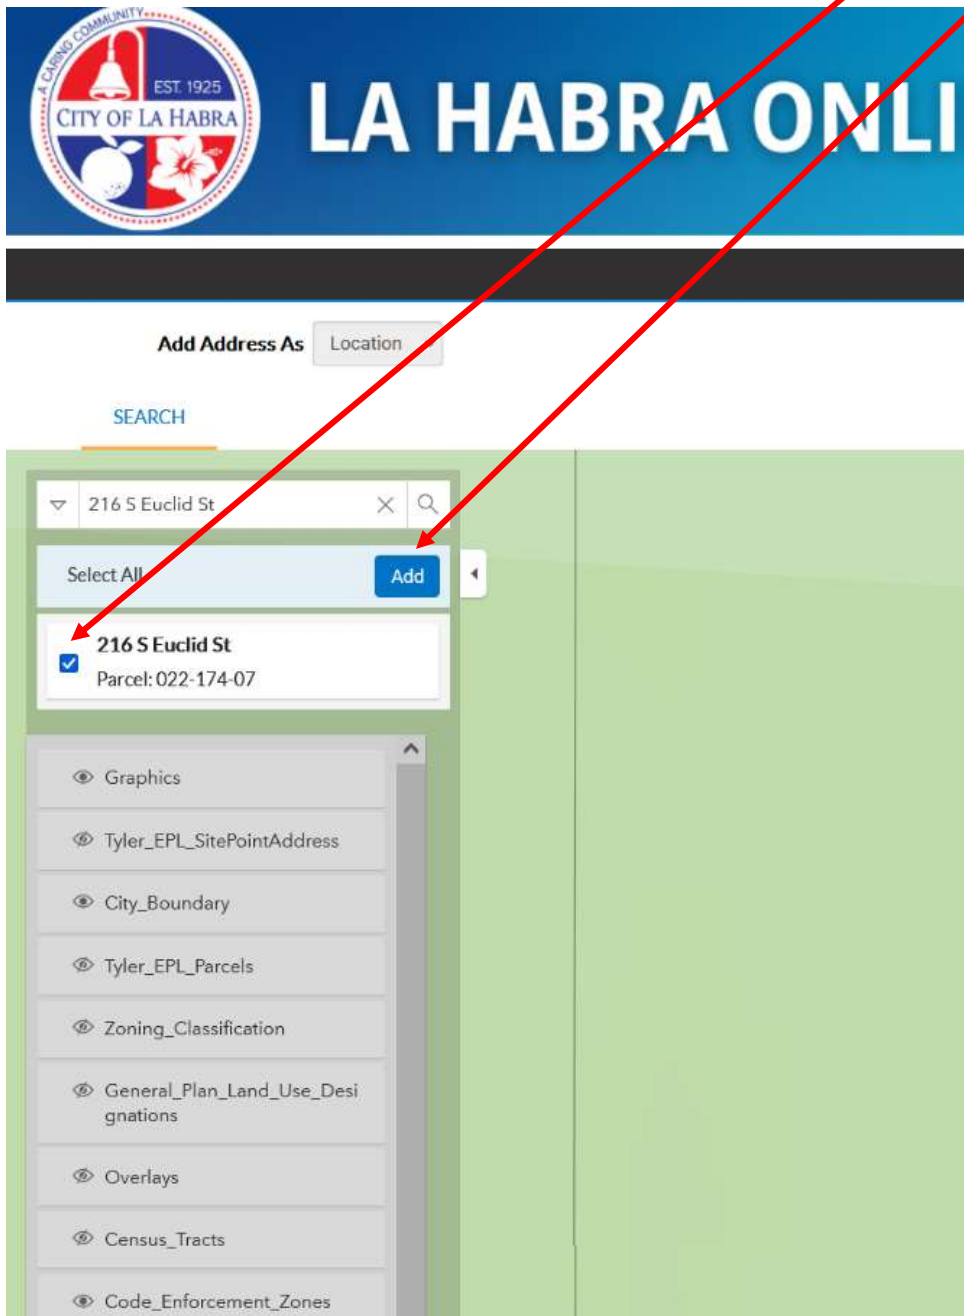 A CARING COMMUNITY
EST. 1925
CITY OF LA HABRA
LA HABRA ONLI
Add Address As Location
SEARCH
216 S Euclid St
Select All
Add
216 S Euclid St
Parcel: 022-174-07
Graphics
Tyler_EPL_SitePointAddress
City_Boundary
Tyler_EPL_Parcels
Zoning_Classification
General_Plan_Land_Use_Desi
gnations
Overlays
Census_Tracts
Code_Enforcement_Zones